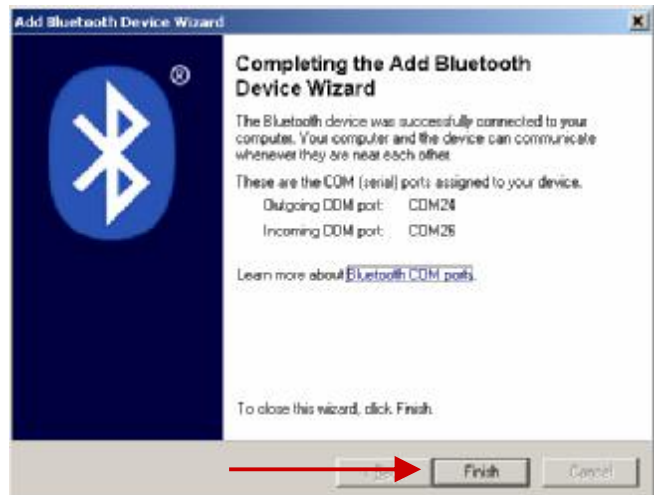 Add Bluetooth Device Wizard
®
Completing the Add Bluetooth
Device Wizard
The Bluetooth device was successfully connected to your
computer. Your computer and the device can communicate
whenever they are near each other.
These are the COM (serial) ports assigned to your device.
Outgoing COM port: COM24
Incoming COM port: COM26
Learn more about Bluetooth COM ports.
To close this wizard, click Finish.
Finish Cancel